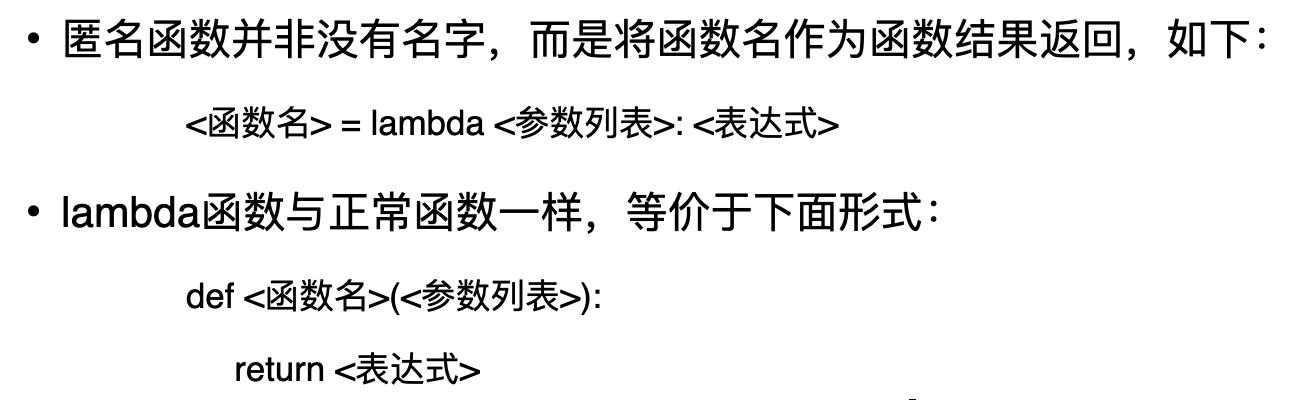 • 匿名函数并非没有名字，而是将函数名作为函数结果返回，如下：
<函数名> = lambda <参数列表>: <表达式>
• lambda函数与正常函数一样，等价于下面形式：
def <函数名>(<参数列表>):
return <表达式>